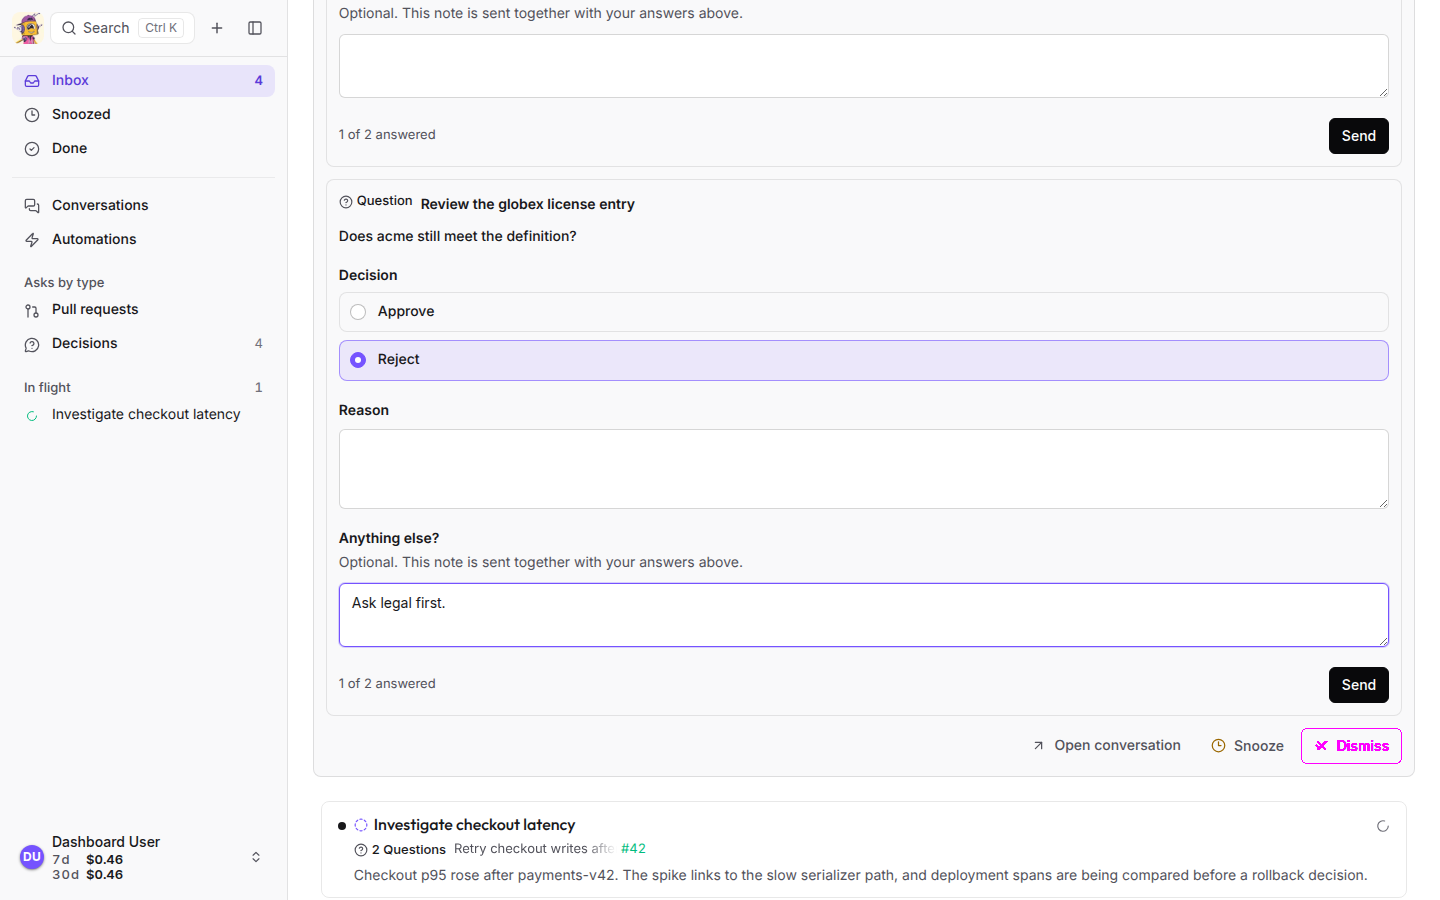 Search Ctrl K
Inbox 4
Snoozed
Done
Conversations
Automations
Asks by type
Pull requests
Decisions 4
In flight 1
Investigate checkout latency
DU
Dashboard User
7d $0.46
30d $0.46
Optional. This note is sent together with your answers above.
1 of 2 answered
Send
Question Review the globex license entry
Does acme still meet the definition?
Decision
Approve
Reject
Reason
Anything else?
Optional. This note is sent together with your answers above.
Ask legal first.
1 of 2 answered
Send
Open conversation Snooze Dismiss
Investigate checkout latency
2 Questions Retry checkout writes afte #42
Checkout p95 rose after payments-v42. The spike links to the slow serializer path, and deployment spans are being compared before a rollback decision.